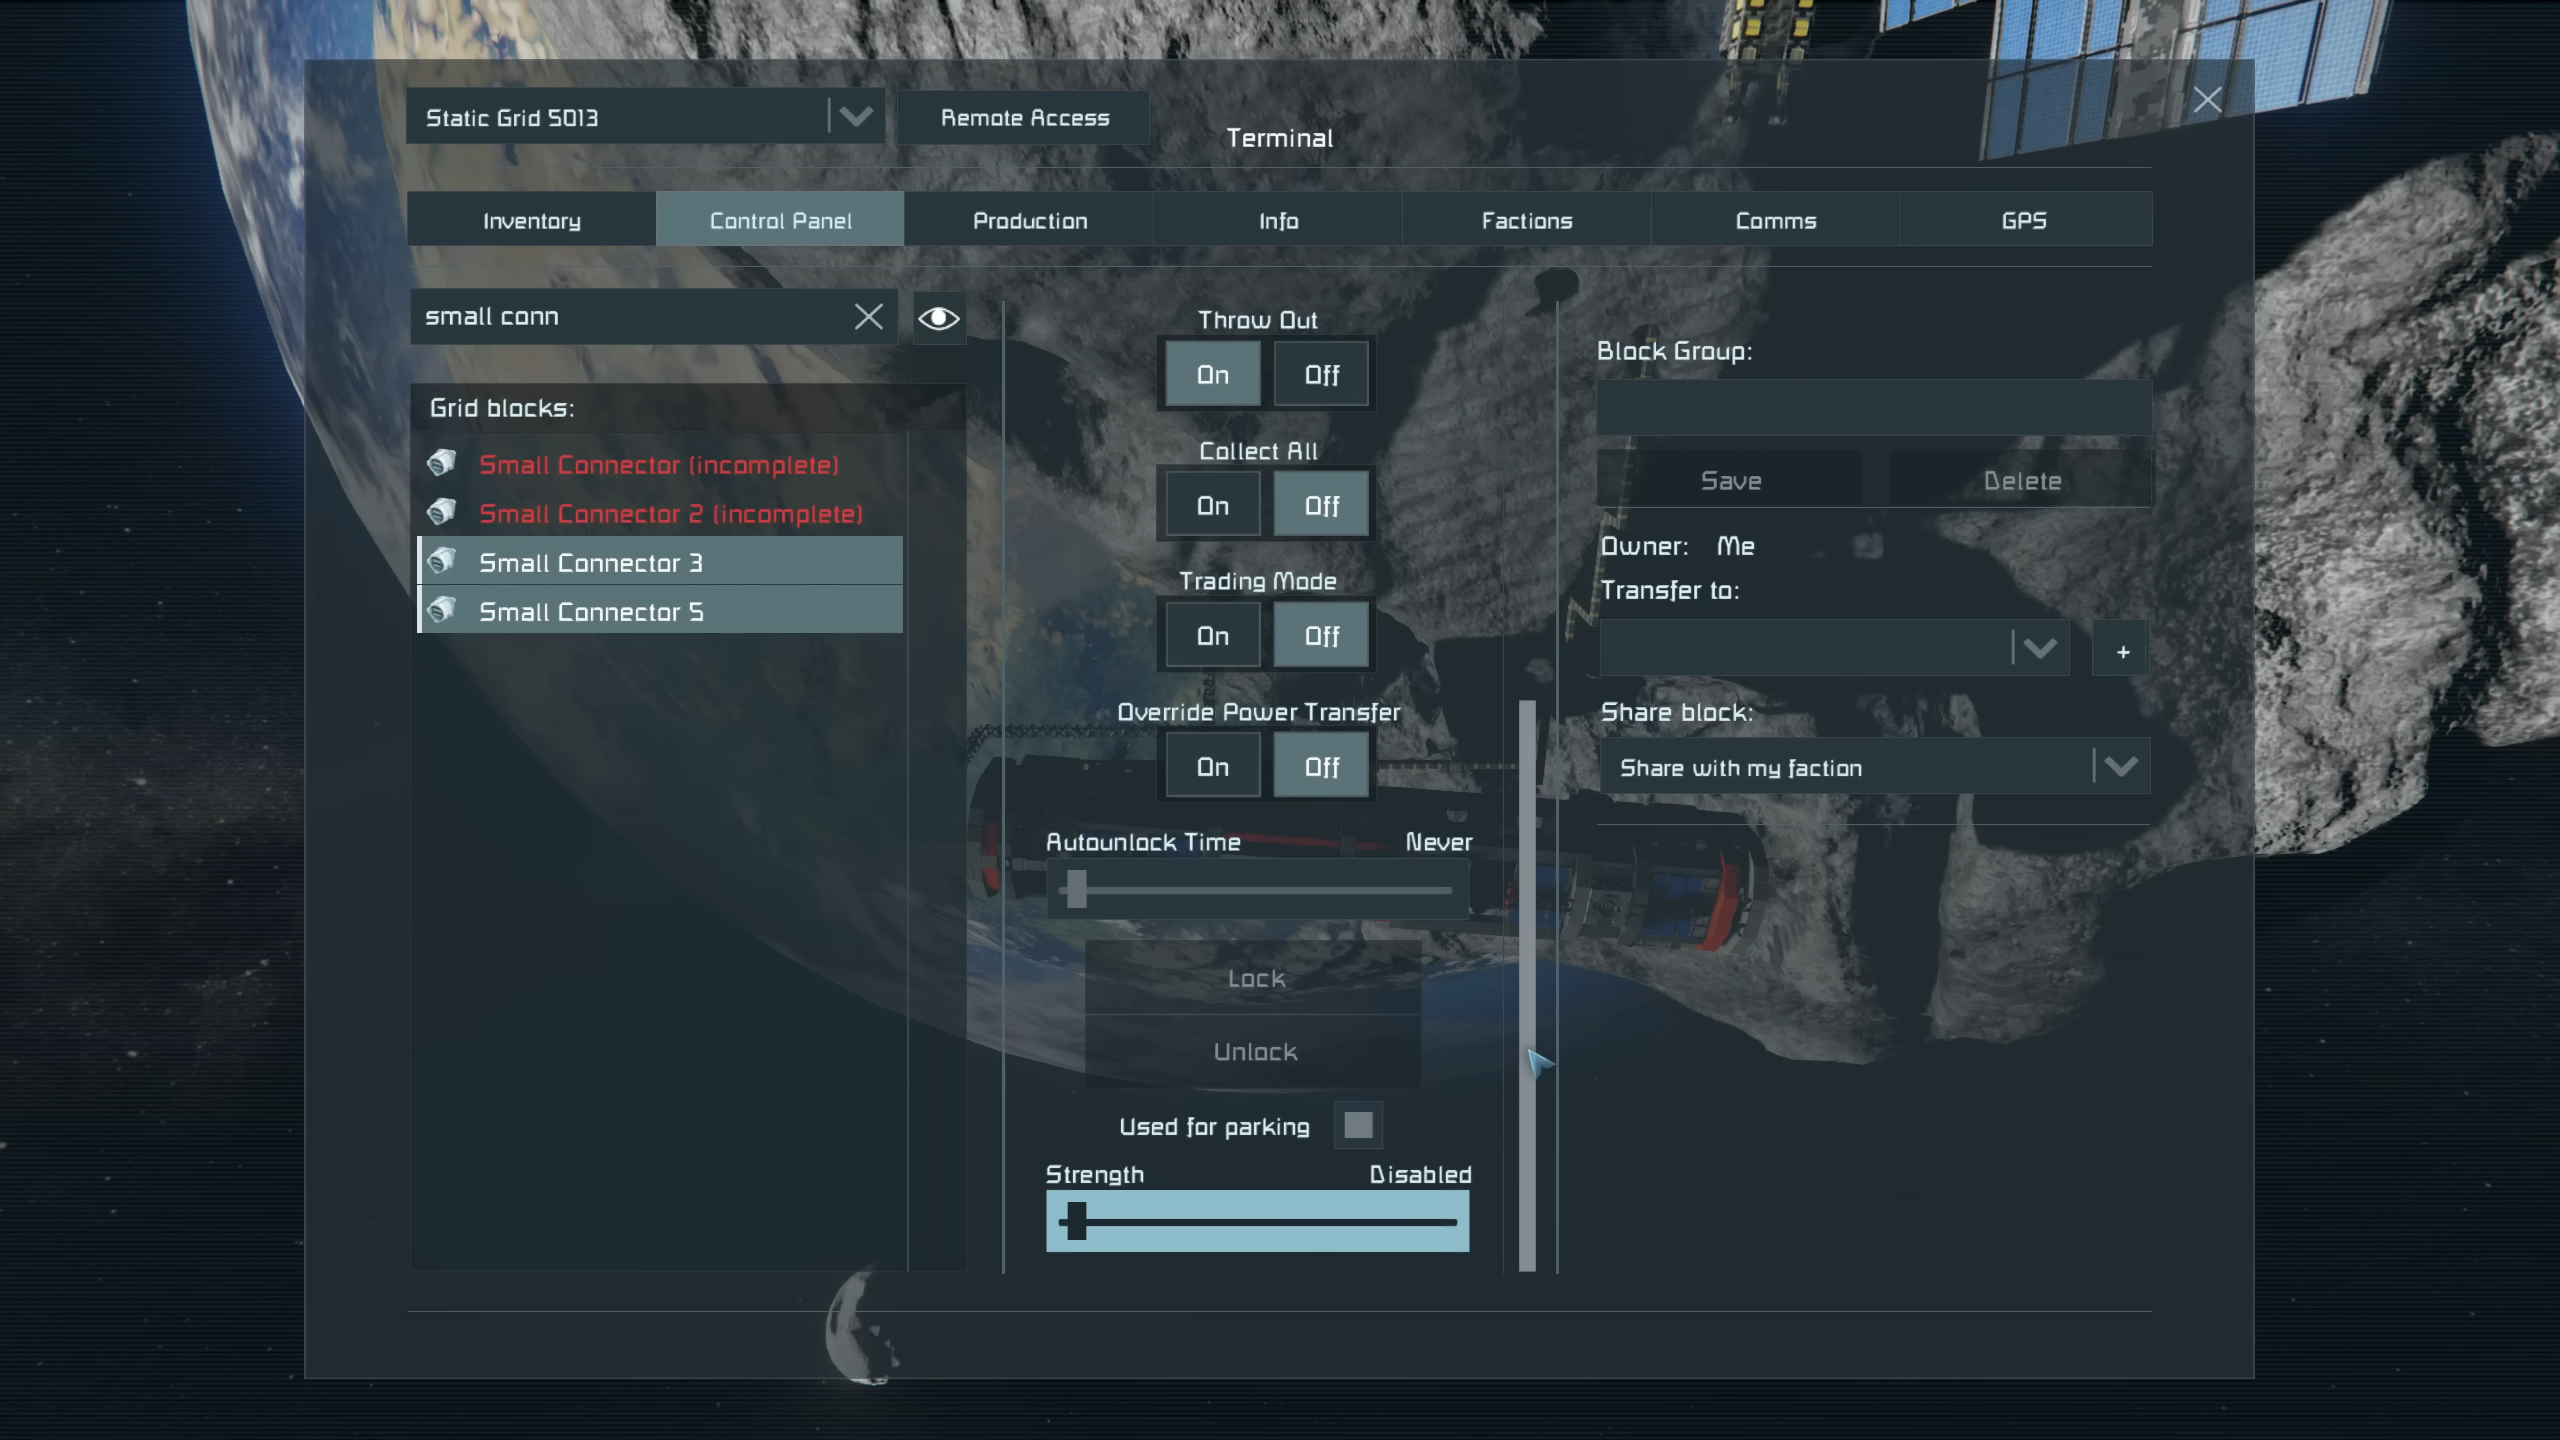 Static Grid 5013
Remote Access
Terminal
Inventory
Control Panel
Production
Info
Factions
Comms
GPS
small conn
Grid blocks:
Small Connector (incomplete)
Small Connector 2 (incomplete)
Small Connector 3
Small Connector 5
Throw Out
On Off
Collect All
On Off
Trading Mode
On Off
Override Power Transfer
On Off
Autounlock Time Never
Lock
Unlock
Used for parking
Strength Disabled
Block Group:
Save Delete
Owner: Me
Transfer to:
+
Share block:
Share with my faction